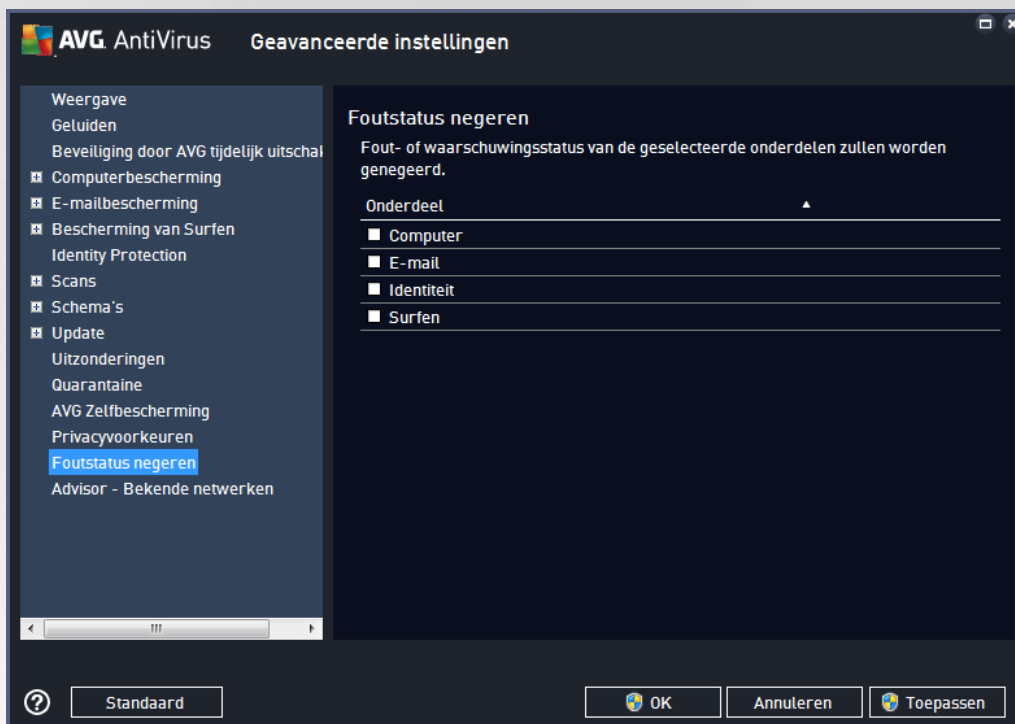 AVG. AntiVirus Geavanceerde instellingen
Weergave
Geluiden
Beveiliging door AVG tijdelijk uitschak
Computerbescherming
E-mailbescherming
Bescherming van Surfen
Identity Protection
Scans
Schema's
Update
Uitzonderingen
Quarantaine
AVG Zelfbescherming
Privacyvoorkeuren
Foutstatus negeren
Advisor - Bekende netwerken
Foutstatus negeren
Fout- of waarschuwingsstatus van de geselecteerde onderdelen zullen worden
genegeerd.
Onderdeel
Computer
E-mail
Identiteit
Surfen
? Standaard OK Annuleren Toepassen